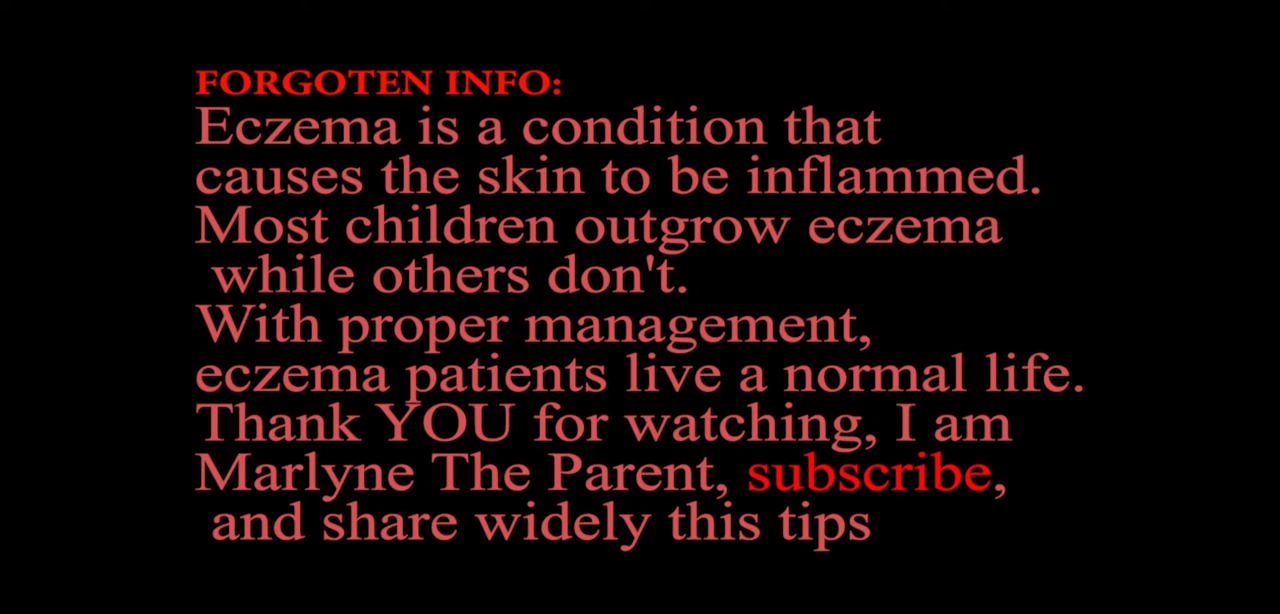 FORGOTEN INFO:
Eczema is a condition that
causes the skin to be inflammed.
Most children outgrow eczema
while others don't.
With proper management,
eczema patients live a normal life.
Thank YOU for watching, I am
Marlyne The Parent, subscribe,
and share widely this tips